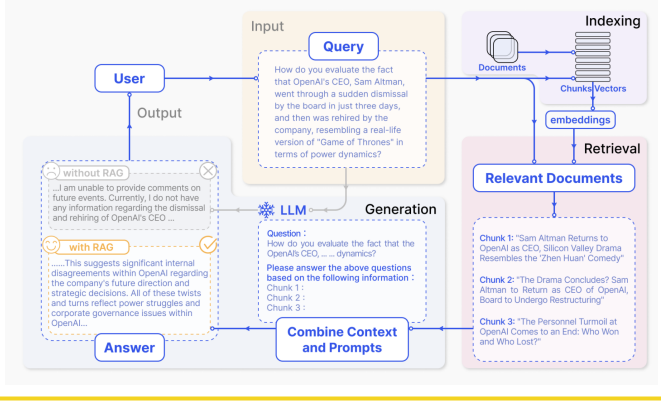 Input
Query
How do you evaluate the fact
that OpenAI's CEO, Sam Altman,
went through a sudden dismissal
by the board in just three days,
and then was rehired by the
company, resembling a real-life
version of "Game of Thrones" in
terms of power dynamics?
Indexing
Documents
Chunks Vectors
embeddings
User
Output
Retrieval
Relevant Documents
Chunk 1: "Sam Altman Returns to
OpenAI as CEO, Silicon Valley Drama
Resembles the 'Zhen Huan' Comedy"
Chunk 2: "The Drama Concludes? Sam
Altman to Return as CEO of OpenAI,
Board to Undergo Restructuring"
Chunk 3: "The Personnel Turmoil at
OpenAI Comes to an End: Who Won
and Who Lost?"
without RAG
...I am unable to provide comments on
future events. Currently, I do not have
any information regarding the dismissal
and rehiring of OpenAI's CEO ...
with RAG
......This suggests significant internal
disagreements within OpenAI regarding
the company's future direction and
strategic decisions. All of these twists
and turns reflect power struggles and
corporate governance issues within
OpenAI...
Answer
LLM
Generation
Question :
How do you evaluate the fact that the
OpenAI's CEO, ... ... dynamics?
Please answer the above questions
based on the following information :
Chunk 1 :
Chunk 2 :
Chunk 3 :
Combine Context
and Prompts